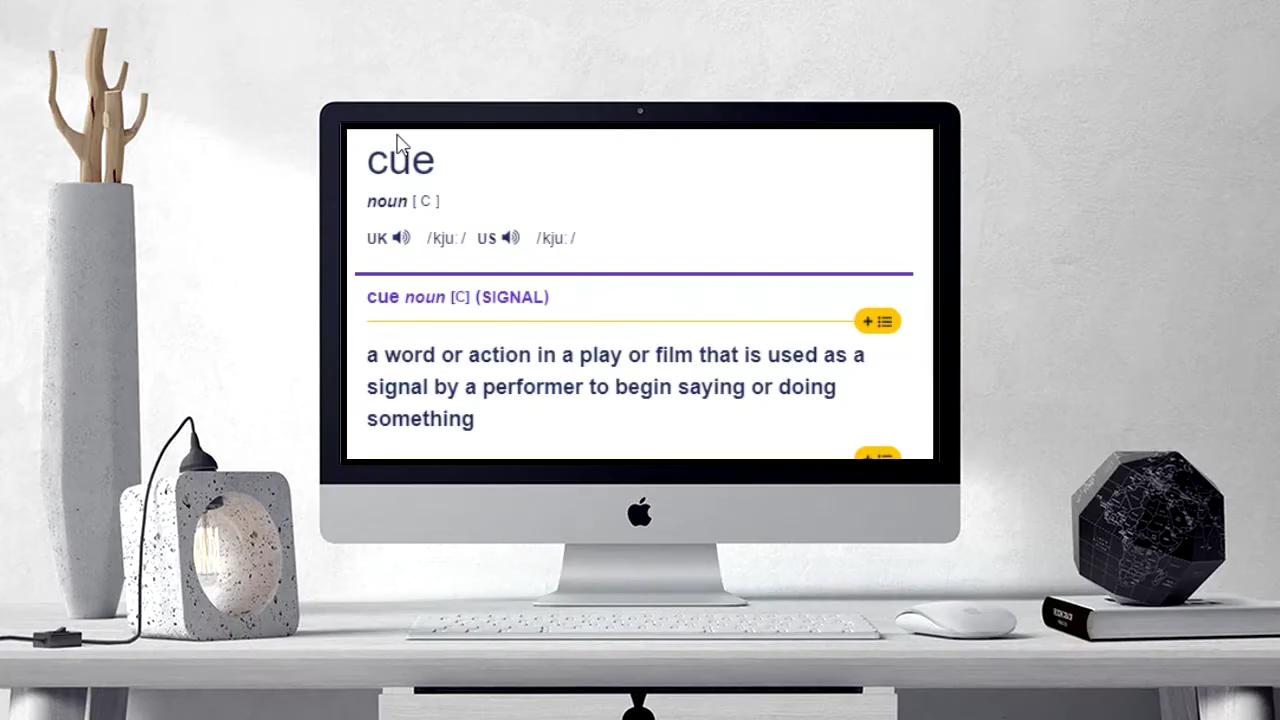 cue
noun [ C ]
UK /kjuː/ US /kjuː/
cue noun [C] (SIGNAL)
a word or action in a play or film that is used as a
signal by a performer to begin saying or doing
something